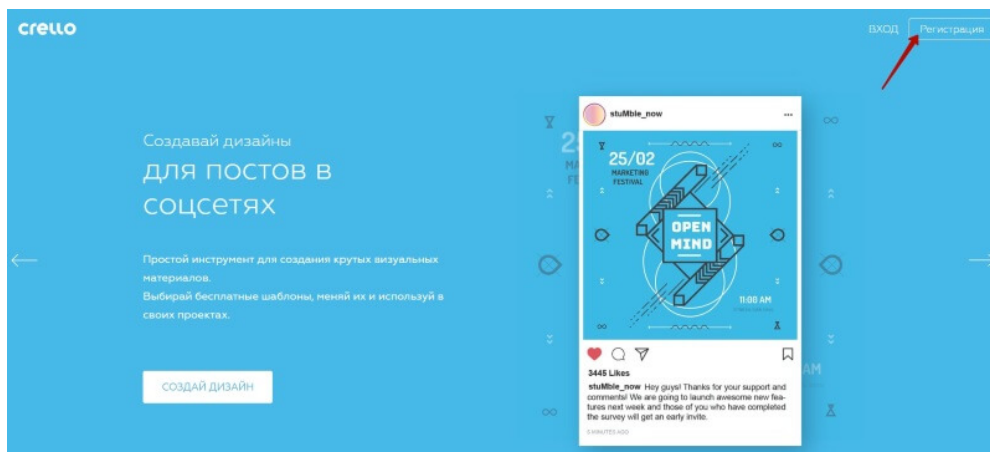 crello
ВХОД
Регистрация
Создавай дизайны
для постов в
соцсетях
Простой инструмент для создания крутых визуальных
материалов.
Выбирай бесплатные шаблоны, меняй их и используй в
своих проектах.
СОЗДАЙ ДИЗАЙН
stuMble_now
25/02
MARKETING
FESTIVAL
OPEN
MIND
11:00 AM
3445 Likes
stuMble_now Hey guys! Thanks for your support and
comments! We are going to launch awesome new fea-
tures next week and those of you who have completed
the survey will get an early invite.
5 MINUTES AGO
AM